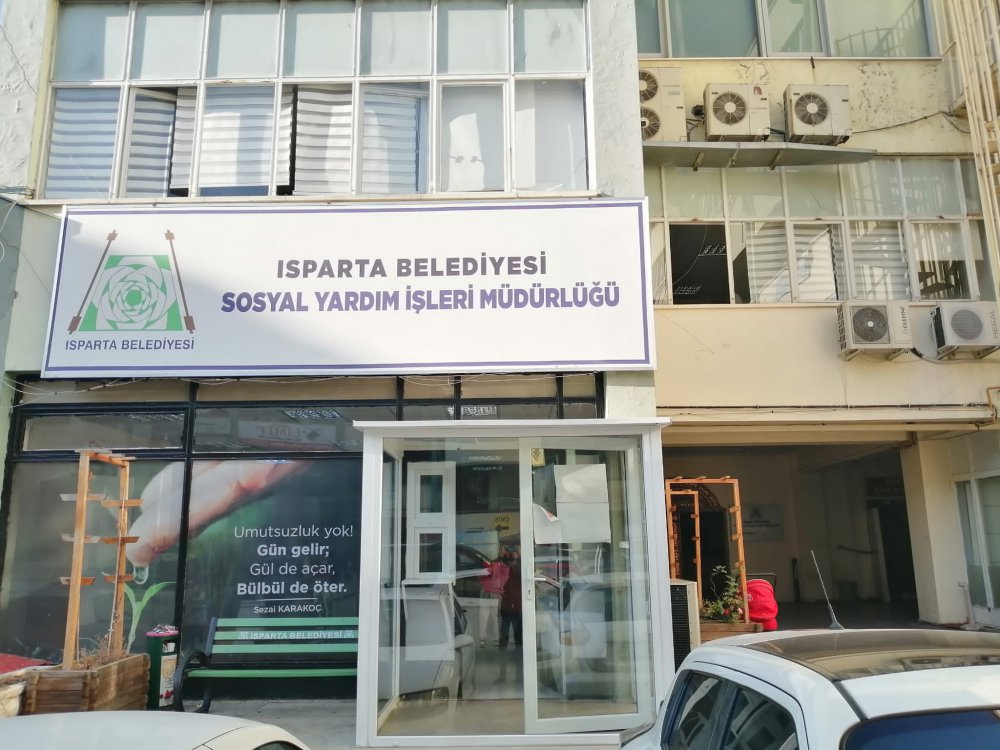 ISPARTA BELEDİYESİ
SOSYAL YARDIM İŞLERİ MÜDÜRLÜĞÜ
ISPARTA BELEDİYESİ
Umutsuzluk yok!
Gün gelir;
Gül de açar,
Bülbül de öter.
Sezai KARAKOÇ
ISPARTA BELEDİYESİ